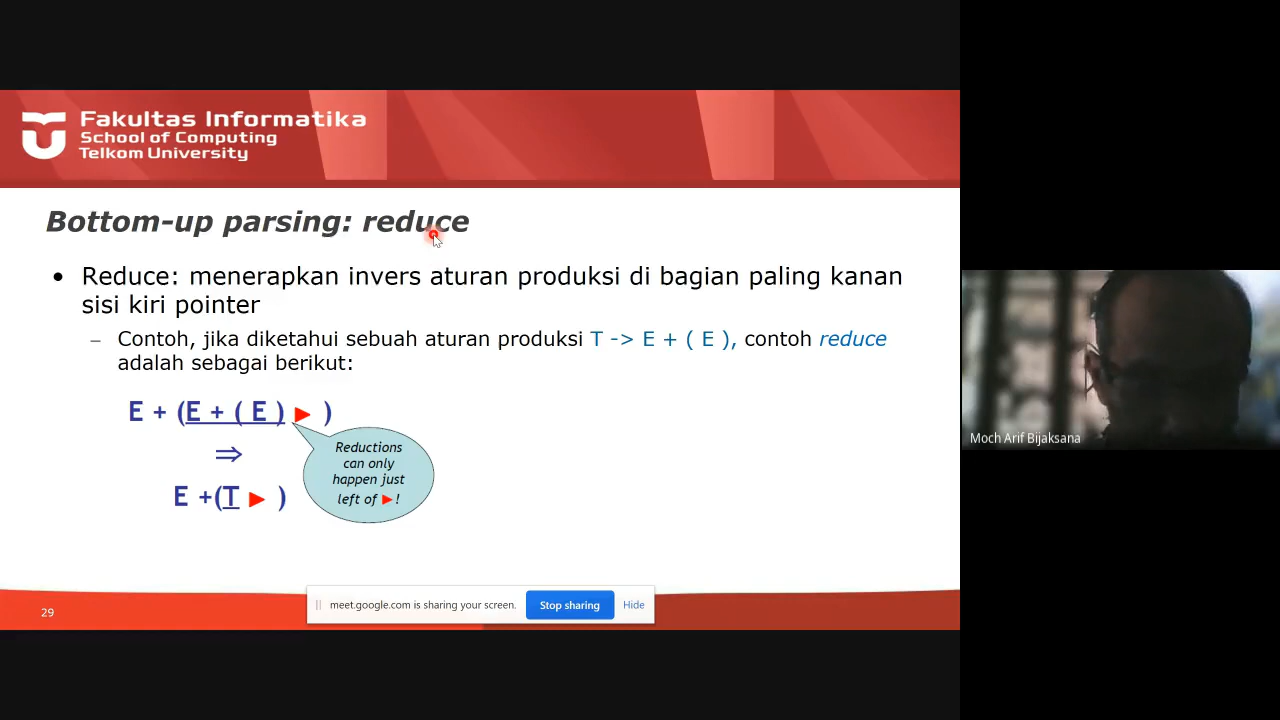 Fakultas Informatika
School of Computing
Telkom University
Bottom-up parsing: reduce
• Reduce: menerapkan invers aturan produksi di bagian paling kanan
sisi kiri pointer
– Contoh, jika diketahui sebuah aturan produksi T -> E + ( E ), contoh reduce
adalah sebagai berikut:
E + (E + ( E ) ► )
⇒
E +(T ► )
Reductions
can only
happen just
left of ►!
Moch Arif Bijaksana
29
meet.google.com is sharing your screen.
Stop sharing
Hide